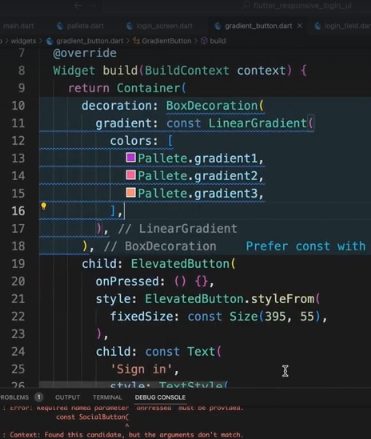 flutter_responsive_login_ui
main.dart pallete.dart login_screen.dart gradient_button.dart × login_field.dart
› widgets › gradient_button.dart › GradientButton › build
7 @override
8 Widget build(BuildContext context) {
9 return Container(
10 decoration: BoxDecoration(
11 gradient: const LinearGradient(
12 colors: [
13 Pallete.gradient1,
14 Pallete.gradient2,
15 Pallete.gradient3,
16 ],
17 ), // LinearGradient
18 ), // BoxDecoration Prefer const with
19 child: ElevatedButton(
20 onPressed: () {},
21 style: ElevatedButton.styleFrom(
22 fixedSize: const Size(395, 55),
23 ),
24 child: const Text(
25 'Sign in',
26 style: TextStyle(
PROBLEMS 1 OUTPUT TERMINAL DEBUG CONSOLE
: Error: Required named parameter 'onPressed' must be provided.
const SocialButton(
^
: Context: Found this candidate, but the arguments don't match.